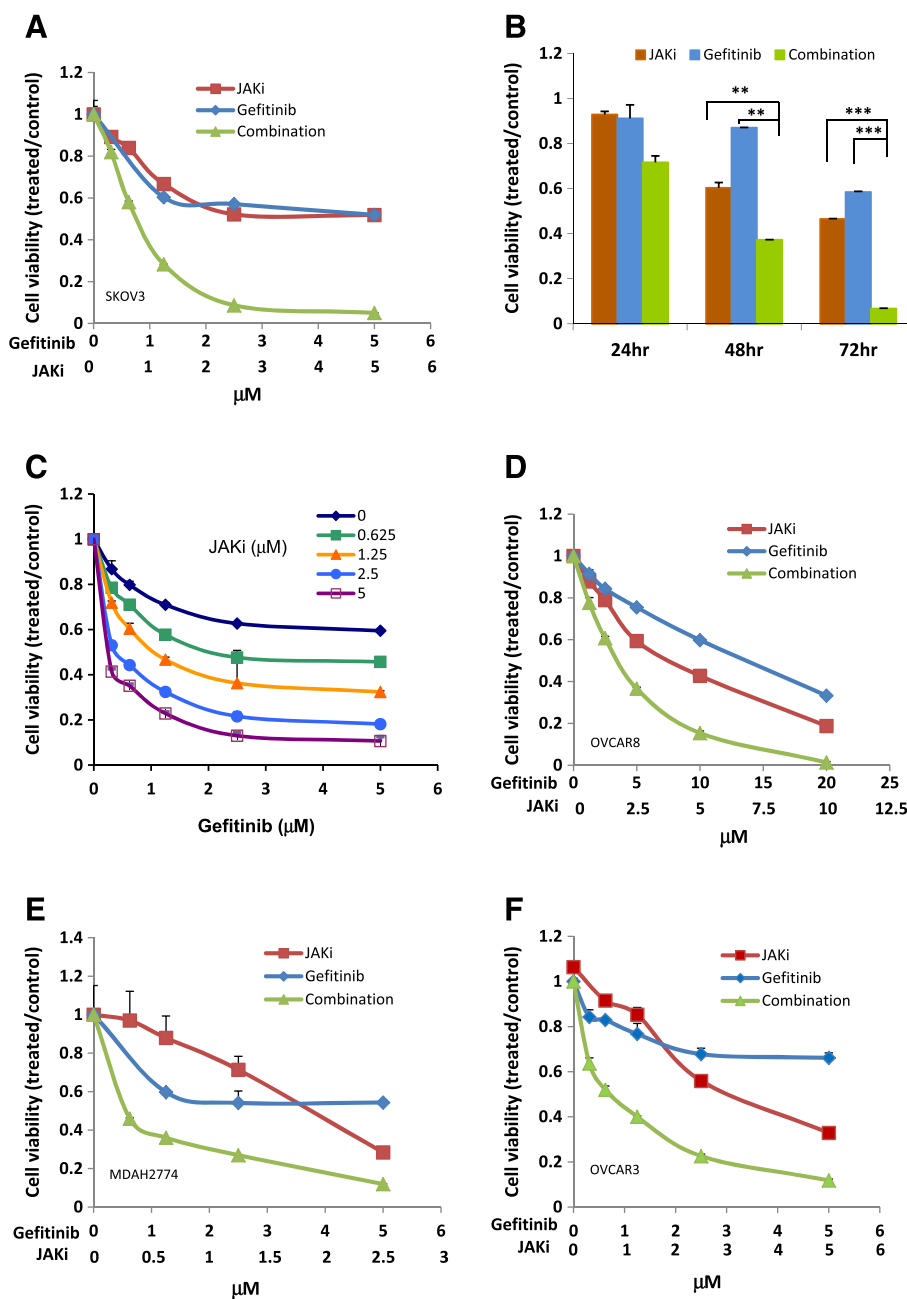 A
Cell viability (treated/control)
1.2
1
0.8
0.6
0.4
0.2
0
JAKi
Gefitinib
Combination
SKOV3
Gefitinib 0 1 2 3 4 5 6
JAKi 0 1 2 3 4 5 6
μM
B
Cell viability (treated/control)
1.2
1
0.8
0.6
0.4
0.2
0
JAKi Gefitinib Combination
** ***
** ***
24hr 48hr 72hr
C
Cell viability (treated/control)
1.2
1
0.8
0.6
0.4
0.2
0
JAKi (μM)
0
0.625
1.25
2.5
5
0 1 2 3 4 5 6
Gefitinib (μM)
D
Cell viability (treated/control)
1.2
1
0.8
0.6
0.4
0.2
0
JAKi
Gefitinib
Combination
OVCAR8
Gefitinib 0 5 10 15 20 25
JAKi 0 2.5 5 7.5 10 12.5
μM
E
Cell viability (treated/control)
1.4
1.2
1
0.8
0.6
0.4
0.2
0
JAKi
Gefitinib
Combination
MDAH2774
Gefitinib 0 1 2 3 4 5 6
JAKi 0 0.5 1 1.5 2 2.5 3
μM
F
Cell viability (treated/control)
1.2
1
0.8
0.6
0.4
0.2
0
JAKi
Gefitinib
Combination
OVCAR3
Gefitinib 0 1 2 3 4 5 6
JAKi 0 1 2 3 4 5 6
μM